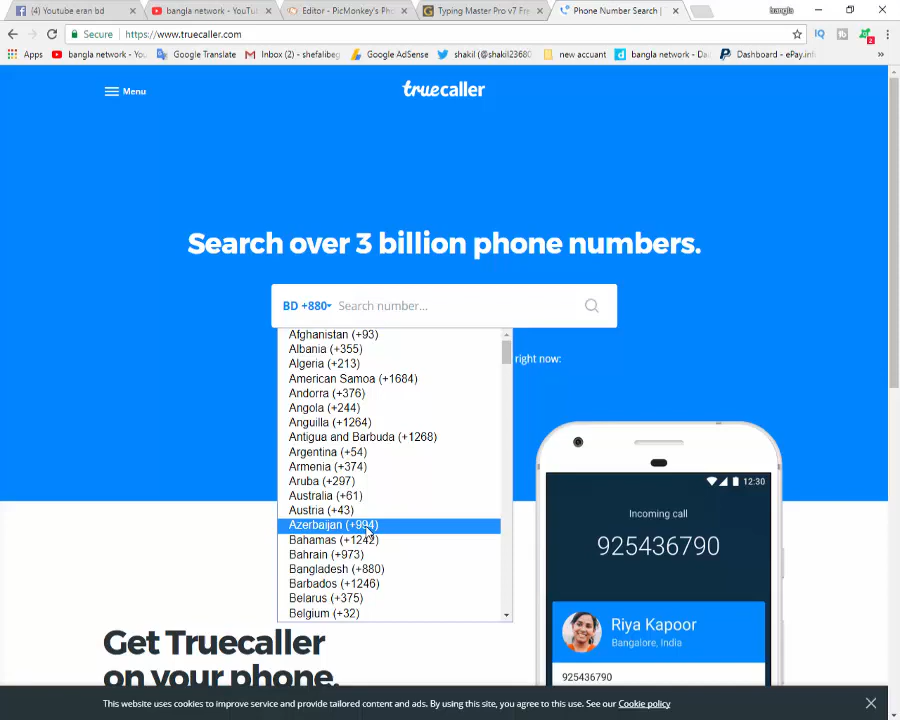 (4) Youtube eran bd
bangla network - YouTu
Editor - PicMonkey's Ph
Typing Master Pro v7 Fr
Phone Number Search |
bangla
Secure
https://www.truecaller.com
2
Apps
bangla network - You
Google Translate
Inbox (2) - shefalibeg
Google AdSense
shakil (@shakil23680
new accuant
bangla network - Da
Dashboard - ePay.inf
Menu
truecaller
Search over 3 billion phone numbers.
BD +880
Search number...
right now:
Afghanistan (+93)
Albania (+355)
Algeria (+213)
American Samoa (+1684)
Andorra (+376)
Angola (+244)
Anguilla (+1264)
Antigua and Barbuda (+1268)
Argentina (+54)
Armenia (+374)
Aruba (+297)
Australia (+61)
Austria (+43)
Azerbaijan (+994)
Bahamas (+1242)
Bahrain (+973)
Bangladesh (+880)
Barbados (+1246)
Belarus (+375)
Belgium (+32)
12:30
Incoming call
925436790
Riya Kapoor
Bangalore, India
925436790
Get Truecaller
on your phone.
This website uses cookies to improve service and provide tailored content and ads. By using this site, you agree to this use. See our Cookie policy